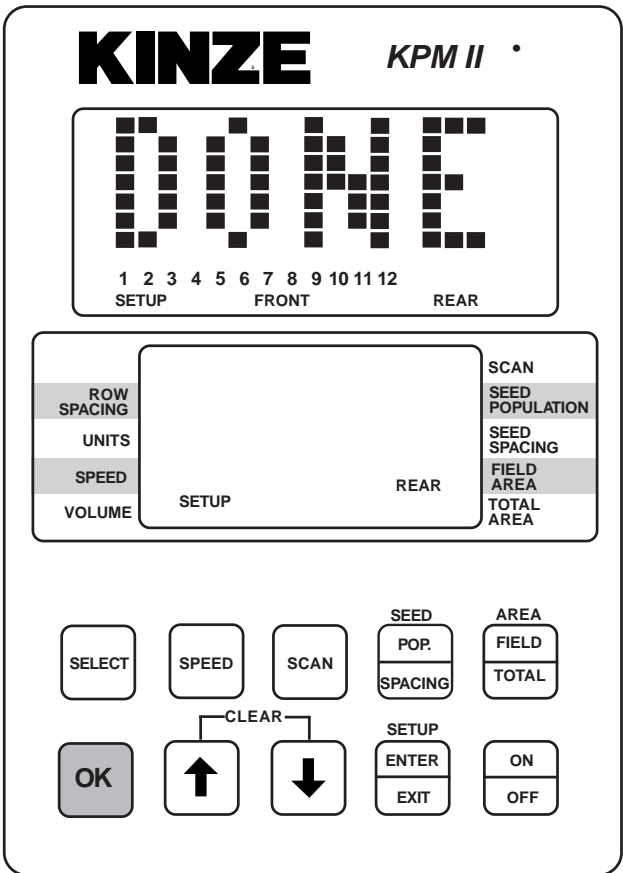 KINZE KPM II
DONE
1 2 3 4 5 6 7 8 9 10 11 12
SETUP FRONT REAR
ROW
SPACING
UNITS
SPEED
VOLUME
SETUP
REAR
SCAN
SEED
POPULATION
SEED
SPACING
FIELD
AREA
TOTAL
AREA
SELECT
SPEED
SCAN
SEED
POP.
SPACING
AREA
FIELD
TOTAL
OK
CLEAR
SETUP
ENTER
EXIT
ON
OFF